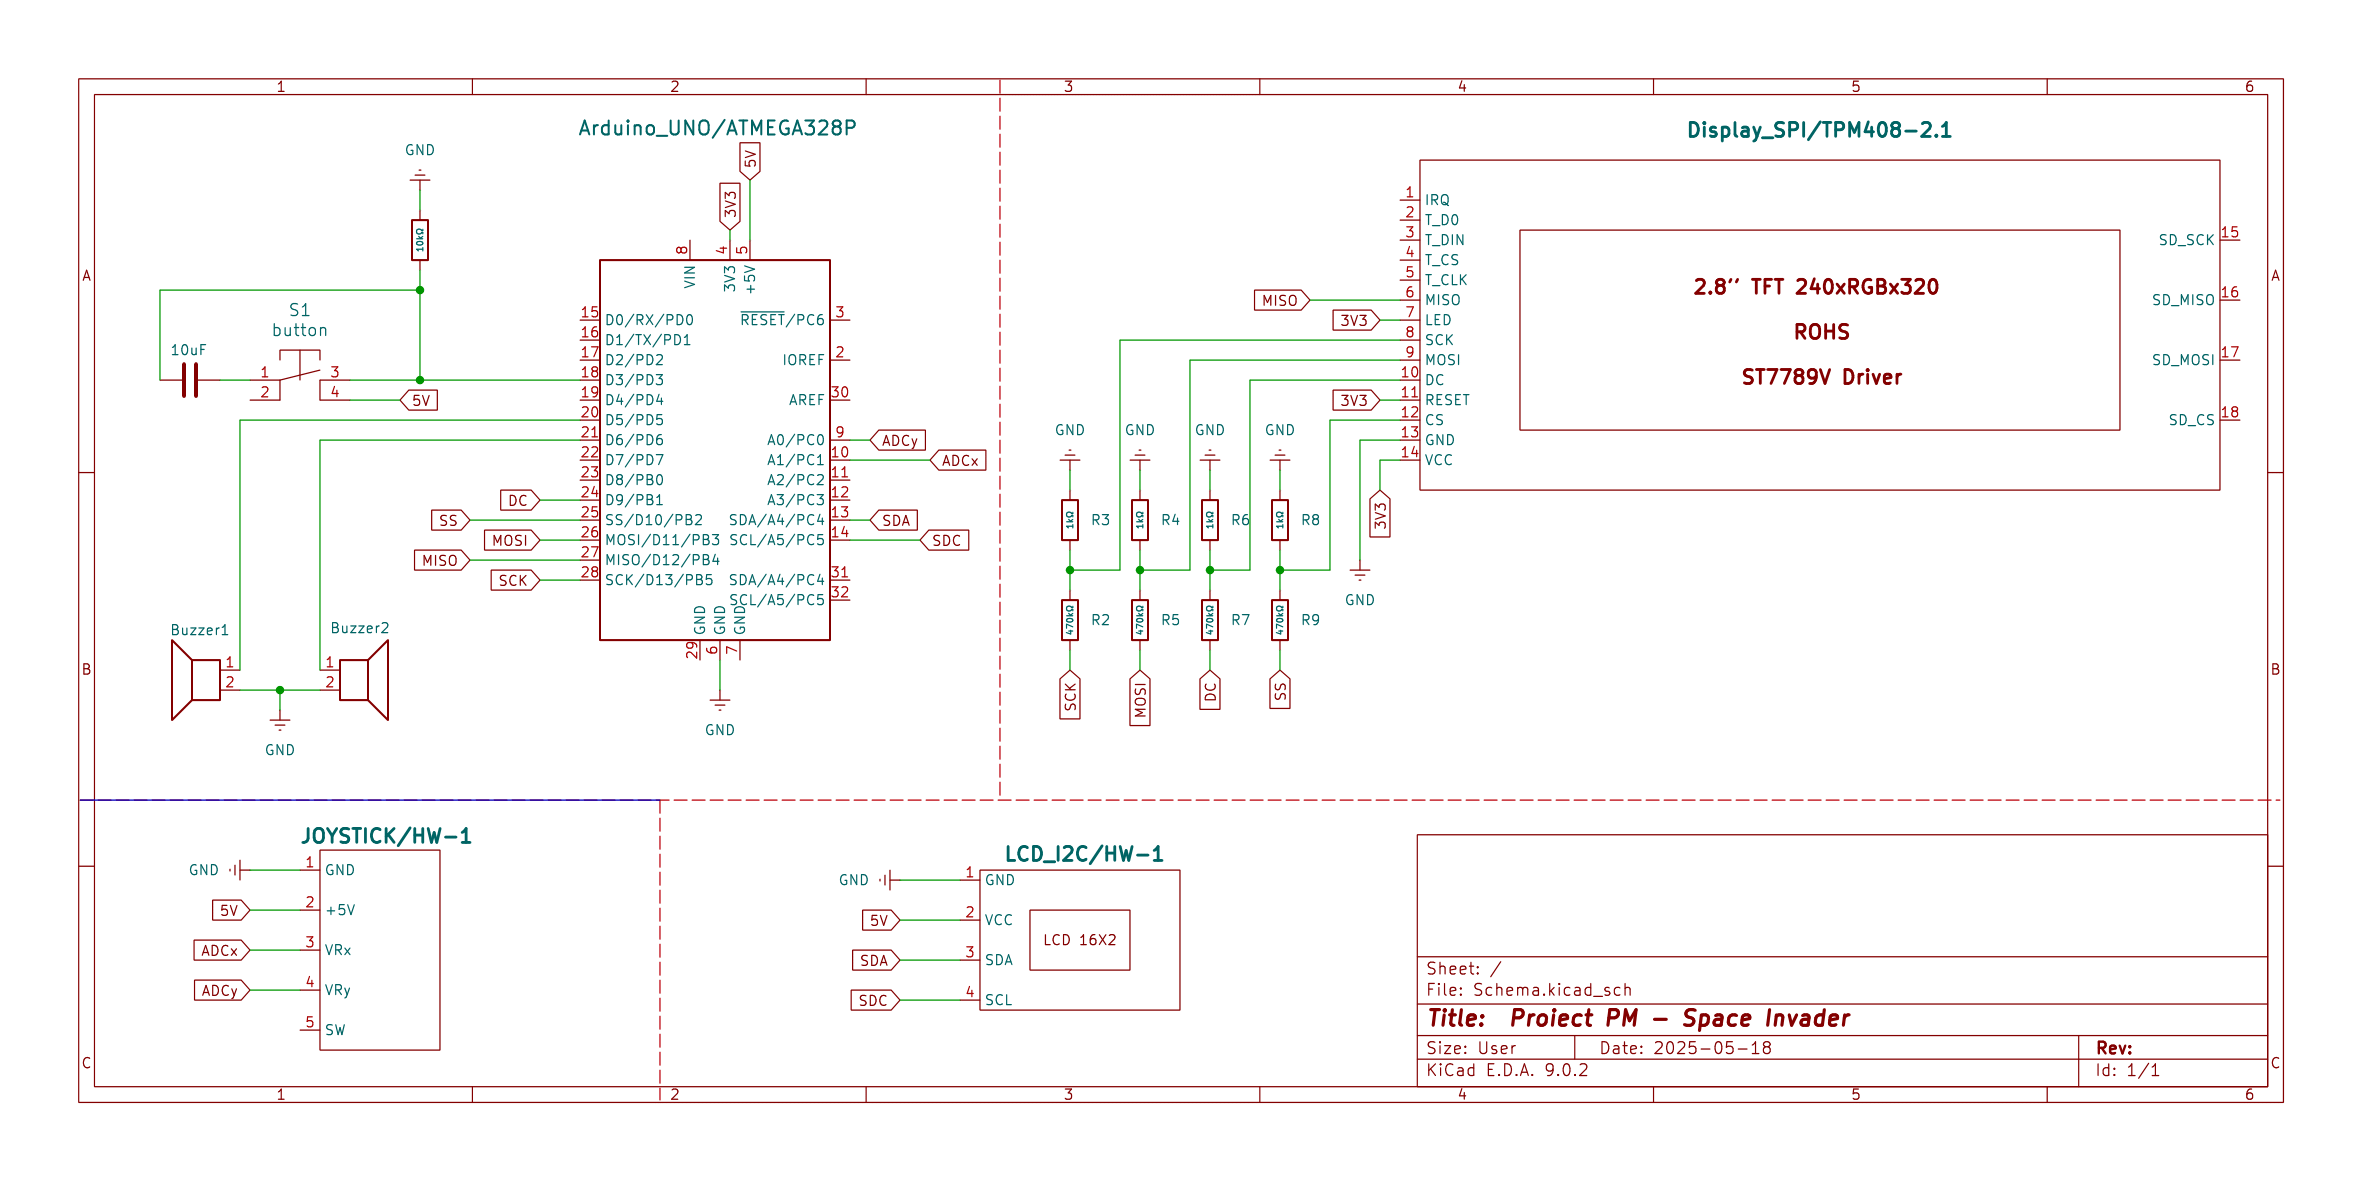 1 2 3 4 5 6
A
B
C
A
B
C
1 2 3 4 5 6
Arduino_UNO/ATMEGA328P
GND
10kΩ
S1
button
10uF
1
2
3
4
5V
3V3
5V
8
4
5
VIN
3V3
+5V
15 D0/RX/PD0
16 D1/TX/PD1
17 D2/PD2
18 D3/PD3
19 D4/PD4
20 D5/PD5
21 D6/PD6
22 D7/PD7
23 D8/PB0
DC 24 D9/PB1
SS 25 SS/D10/PB2
MOSI 26 MOSI/D11/PB3
MISO 27 MISO/D12/PB4
SCK 28 SCK/D13/PB5
RESET/PC6 3
IOREF 2
AREF 30
A0/PC0 9 ADCy
A1/PC1 10 ADCx
A2/PC2 11
A3/PC3 12
SDA/A4/PC4 13 SDA
SCL/A5/PC5 14 SDC
SDA/A4/PC4 31
SCL/A5/PC5 32
GND
GND
GND
29
6
7
GND
Buzzer1
1
2
Buzzer2
1
2
GND
Display_SPI/TPM408-2.1
1 IRQ
2 T_D0
3 T_DIN
4 T_CS
5 T_CLK
MISO 6 MISO
3V3 7 LED
8 SCK
9 MOSI
10 DC
3V3 11 RESET
12 CS
13 GND
14 VCC
2.8'' TFT 240xRGBx320
ROHS
ST7789V Driver
SD_SCK 15
SD_MISO 16
SD_MOSI 17
SD_CS 18
GND GND GND GND
1kΩ R3 1kΩ R4 1kΩ R6 1kΩ R8
3V3
GND
470kΩ R2 470kΩ R5 470kΩ R7 470kΩ R9
SCK MOSI DC SS
JOYSTICK/HW-1
GND 1 GND
5V 2 +5V
ADCx 3 VRx
ADCy 4 VRy
5 SW
LCD_I2C/HW-1
GND 1 GND
5V 2 VCC
SDA 3 SDA
SDC 4 SCL
LCD 16X2
Sheet: /
File: Schema.kicad_sch
Title: Proiect PM - Space Invader
Size: User Date: 2025-05-18 Rev:
KiCad E.D.A. 9.0.2 Id: 1/1